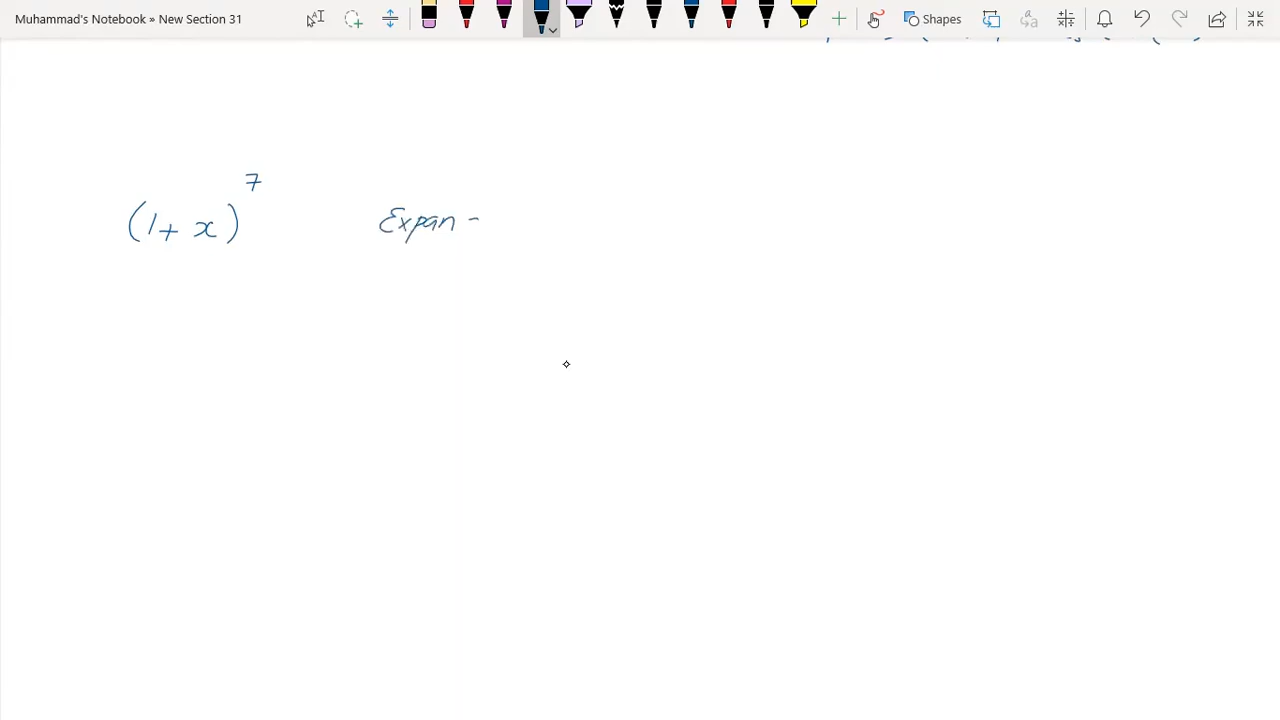 Muhammad's Notebook » New Section 31
Shapes
(1 + x)^7 Expan -